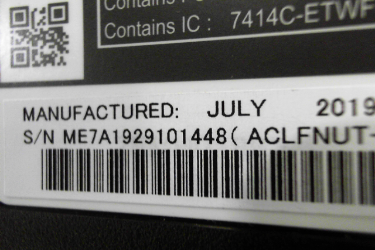 Contains IC : 7414C-ETWF
MANUFACTURED: JULY 2019
S/N ME7A1929101448( ACLFNUT-